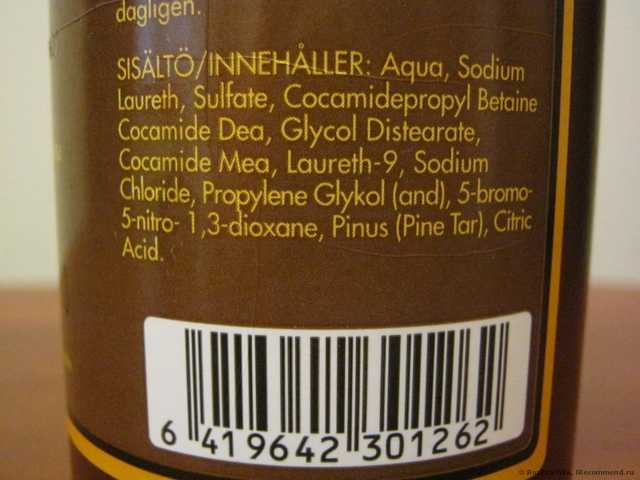 dagligen.
SISÄLTÖ/INNEHÅLLER: Aqua, Sodium
Laureth, Sulfate, Cocamidepropyl Betaine
Cocamide Dea, Glycol Distearate,
Cocamide Mea, Laureth-9, Sodium
Chloride, Propylene Glykol (and), 5-bromo-
5-nitro- 1,3-dioxane, Pinus (Pine Tar), Citric
Acid.
6 419642 301262
IRecommend.ru